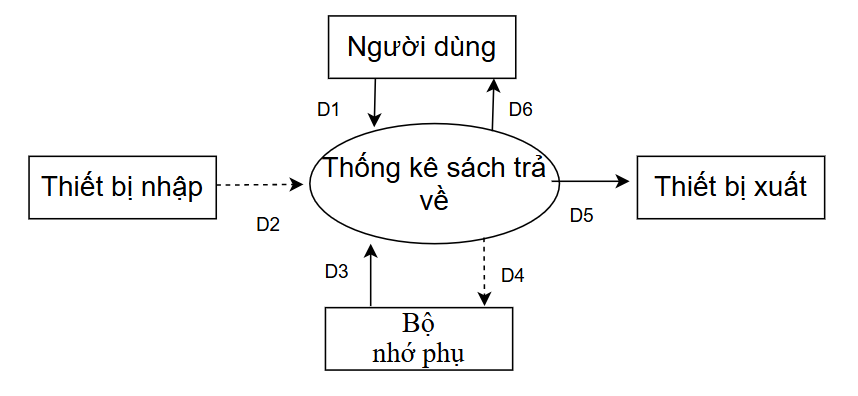 Người dùng
D1
D6
Thiết bị nhập
Thống kê sách trả
về
Thiết bị xuất
D2
D5
D3
D4
Bộ
nhớ phụ